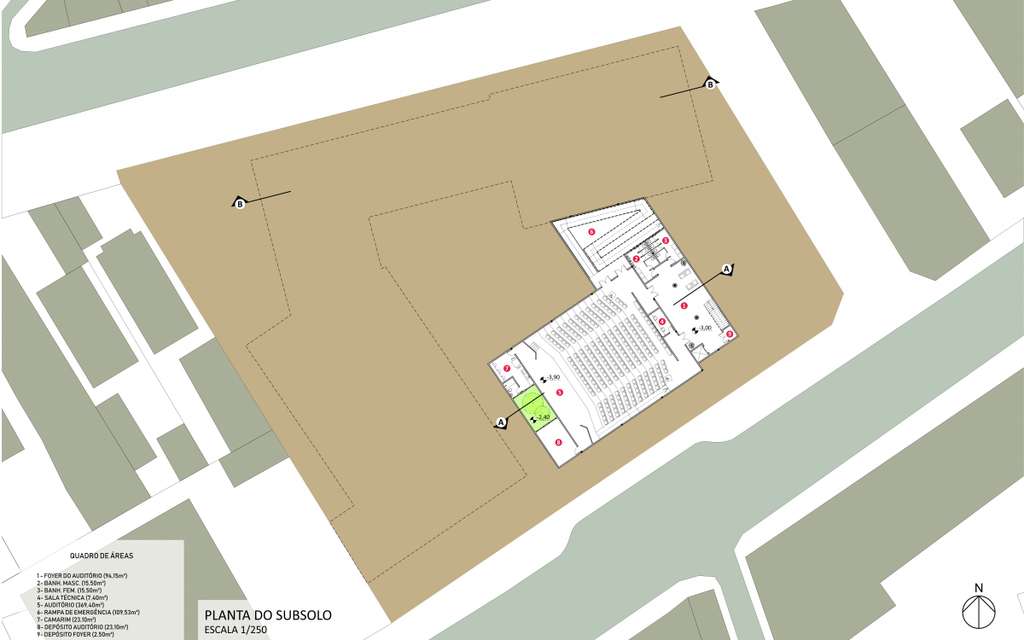 B
B
6
3
2
A
1
4
-3,00
9
7
-3,90
5
A
-2,40
8
QUADRO DE ÁREAS
1- FOYER DO AUDITÓRIO (94.15m²)
2- BANH. MASC. (15.50m²)
3- BANH. FEM. (15.50m²)
4- SALA TÉCNICA (7.40m²)
5- AUDITÓRIO (369.40m²)
6- RAMPA DE EMERGÊNCIA (109.53m²)
7- CAMARIM (23.10m²)
8- DEPÓSITO AUDITÓRIO (23.10m²)
9- DEPÓSITO FOYER (2.50m²)
PLANTA DO SUBSOLO
ESCALA 1/250
N